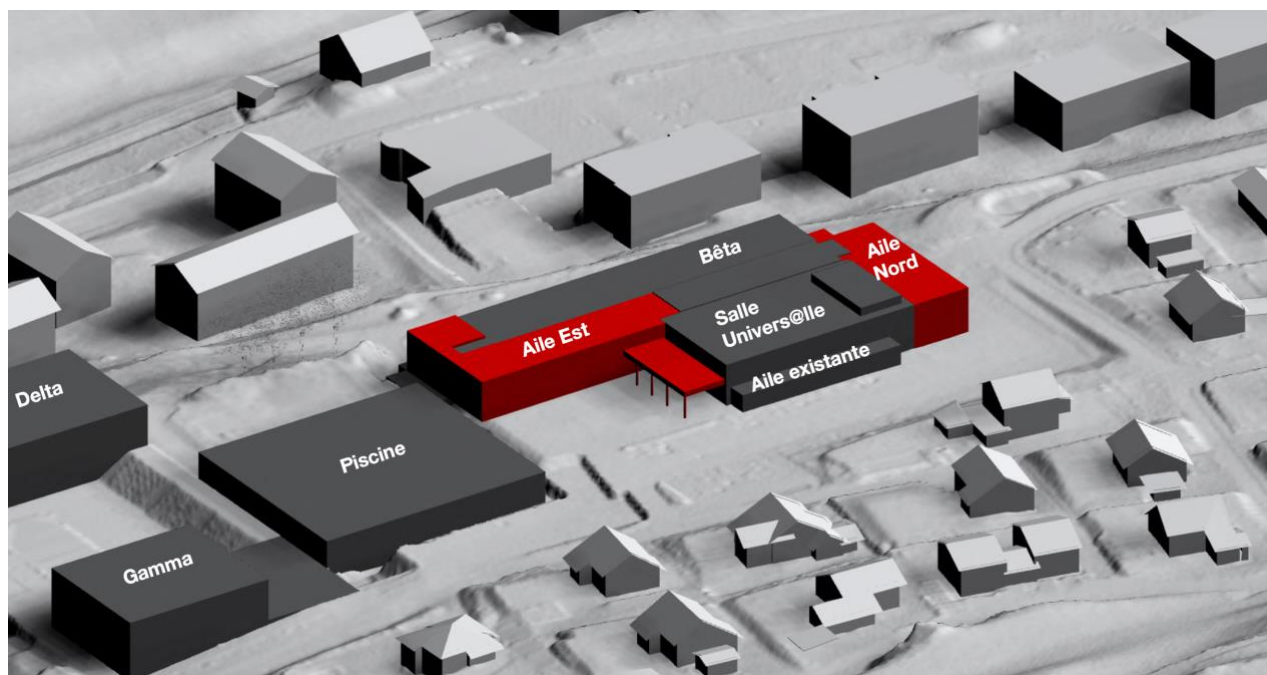 Bêta
Aile
Nord
Salle
Univers@lle
Aile Est
Aile existante
Delta
Piscine
Gamma